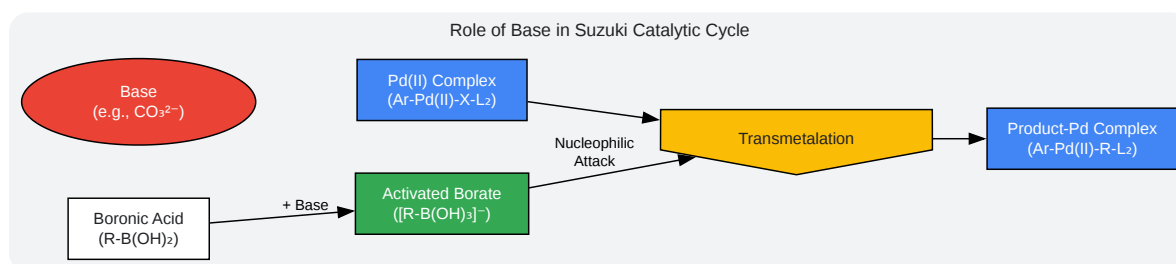 Role of Base in Suzuki Catalytic Cycle
Base
(e.g., CO₃²⁻)
Pd(II) Complex
(Ar-Pd(II)-X-L₂)
Transmetalation
Product-Pd Complex
(Ar-Pd(II)-R-L₂)
Nucleophilic
Attack
Boronic Acid
(R-B(OH)₂)
+ Base
Activated Borate
([R-B(OH)₃]⁻)